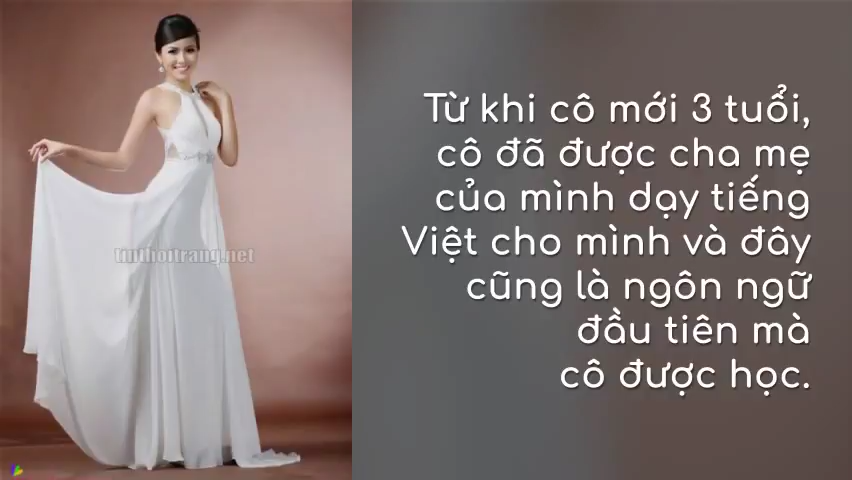 Từ khi cô mới 3 tuổi,
cô đã được cha mẹ
của mình dạy tiếng
Việt cho mình và đây
cũng là ngôn ngữ
đầu tiên mà
cô được học.
tinthoitrang.net